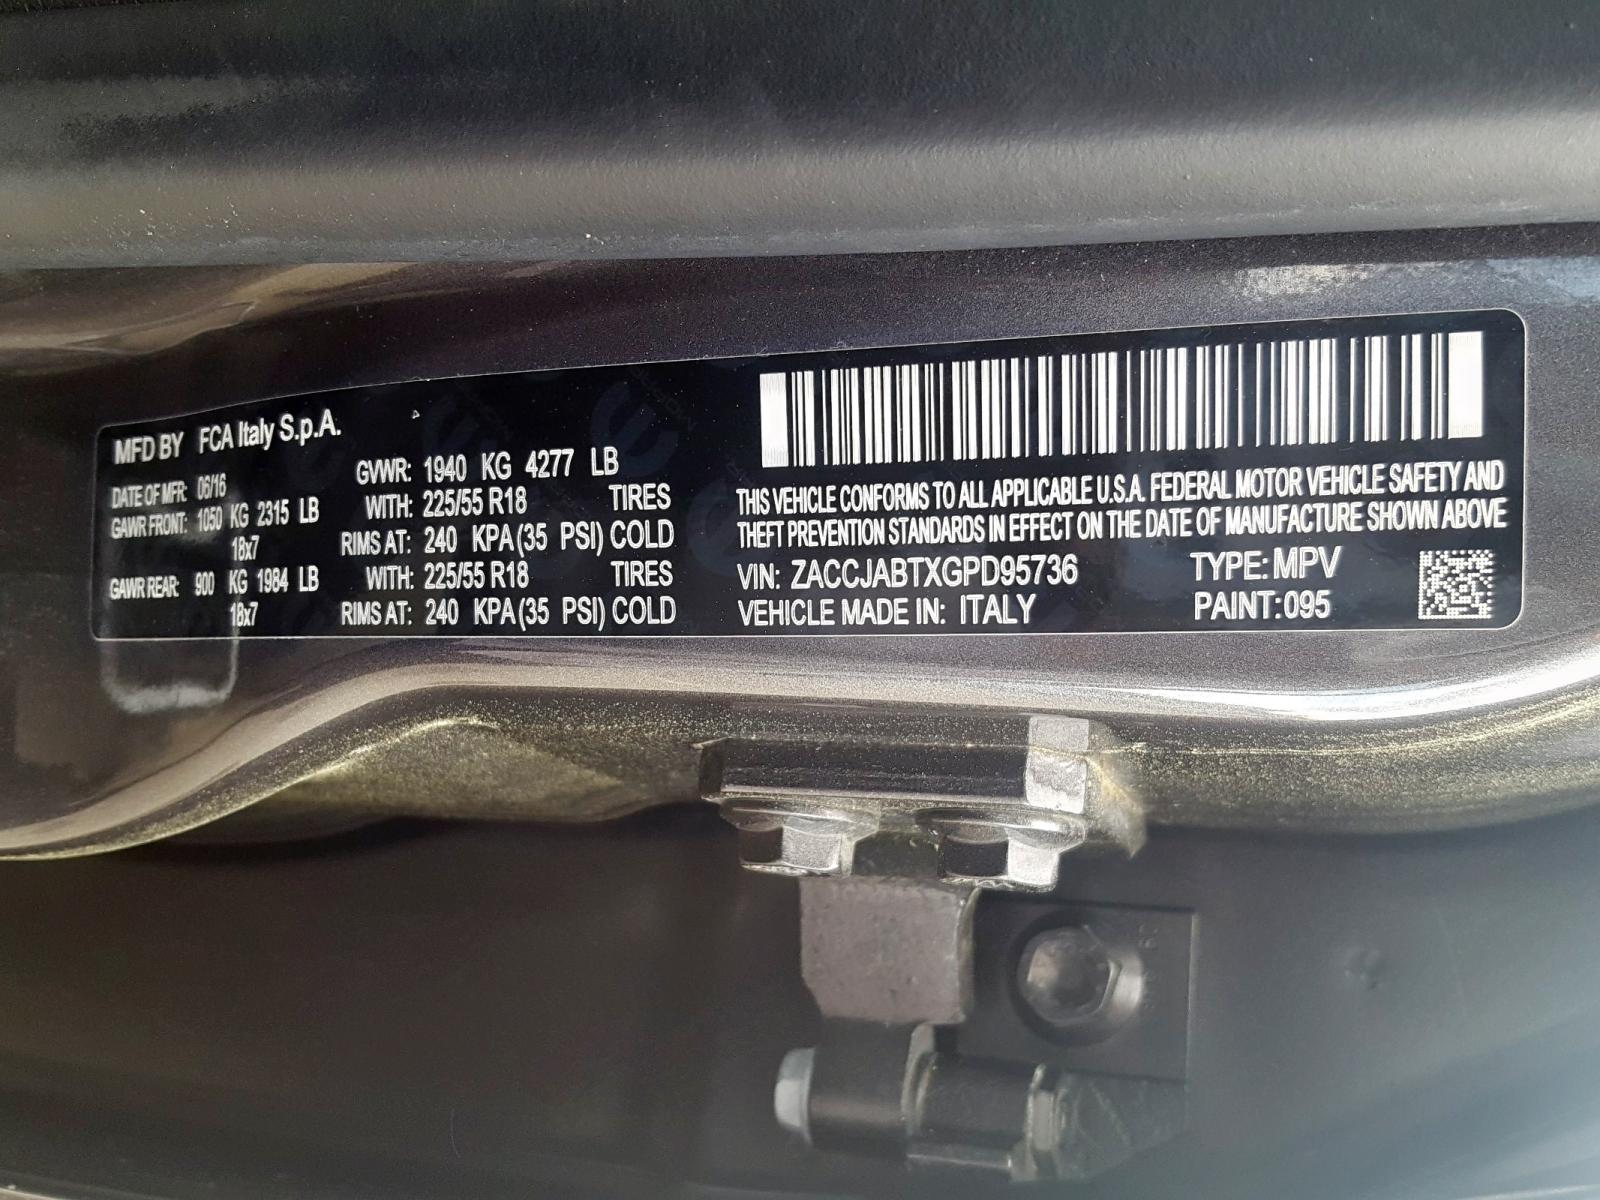 MFD BY FCA Italy S.p.A.
DATE OF MFR: 06/16
GAWR FRONT: 1050 KG 2315 LB
18x7
GAWR REAR: 900 KG 1984 LB
18x7
GVWR: 1940 KG 4277 LB
WITH: 225/55 R18 TIRES
RIMS AT: 240 KPA (35 PSI) COLD
WITH: 225/55 R18 TIRES
RIMS AT: 240 KPA (35 PSI) COLD
THIS VEHICLE CONFORMS TO ALL APPLICABLE U.S.A. FEDERAL MOTOR VEHICLE SAFETY AND
THEFT PREVENTION STANDARDS IN EFFECT ON THE DATE OF MANUFACTURE SHOWN ABOVE
VIN: ZACCJABTXGPD95736 TYPE: MPV
VEHICLE MADE IN: ITALY PAINT: 095